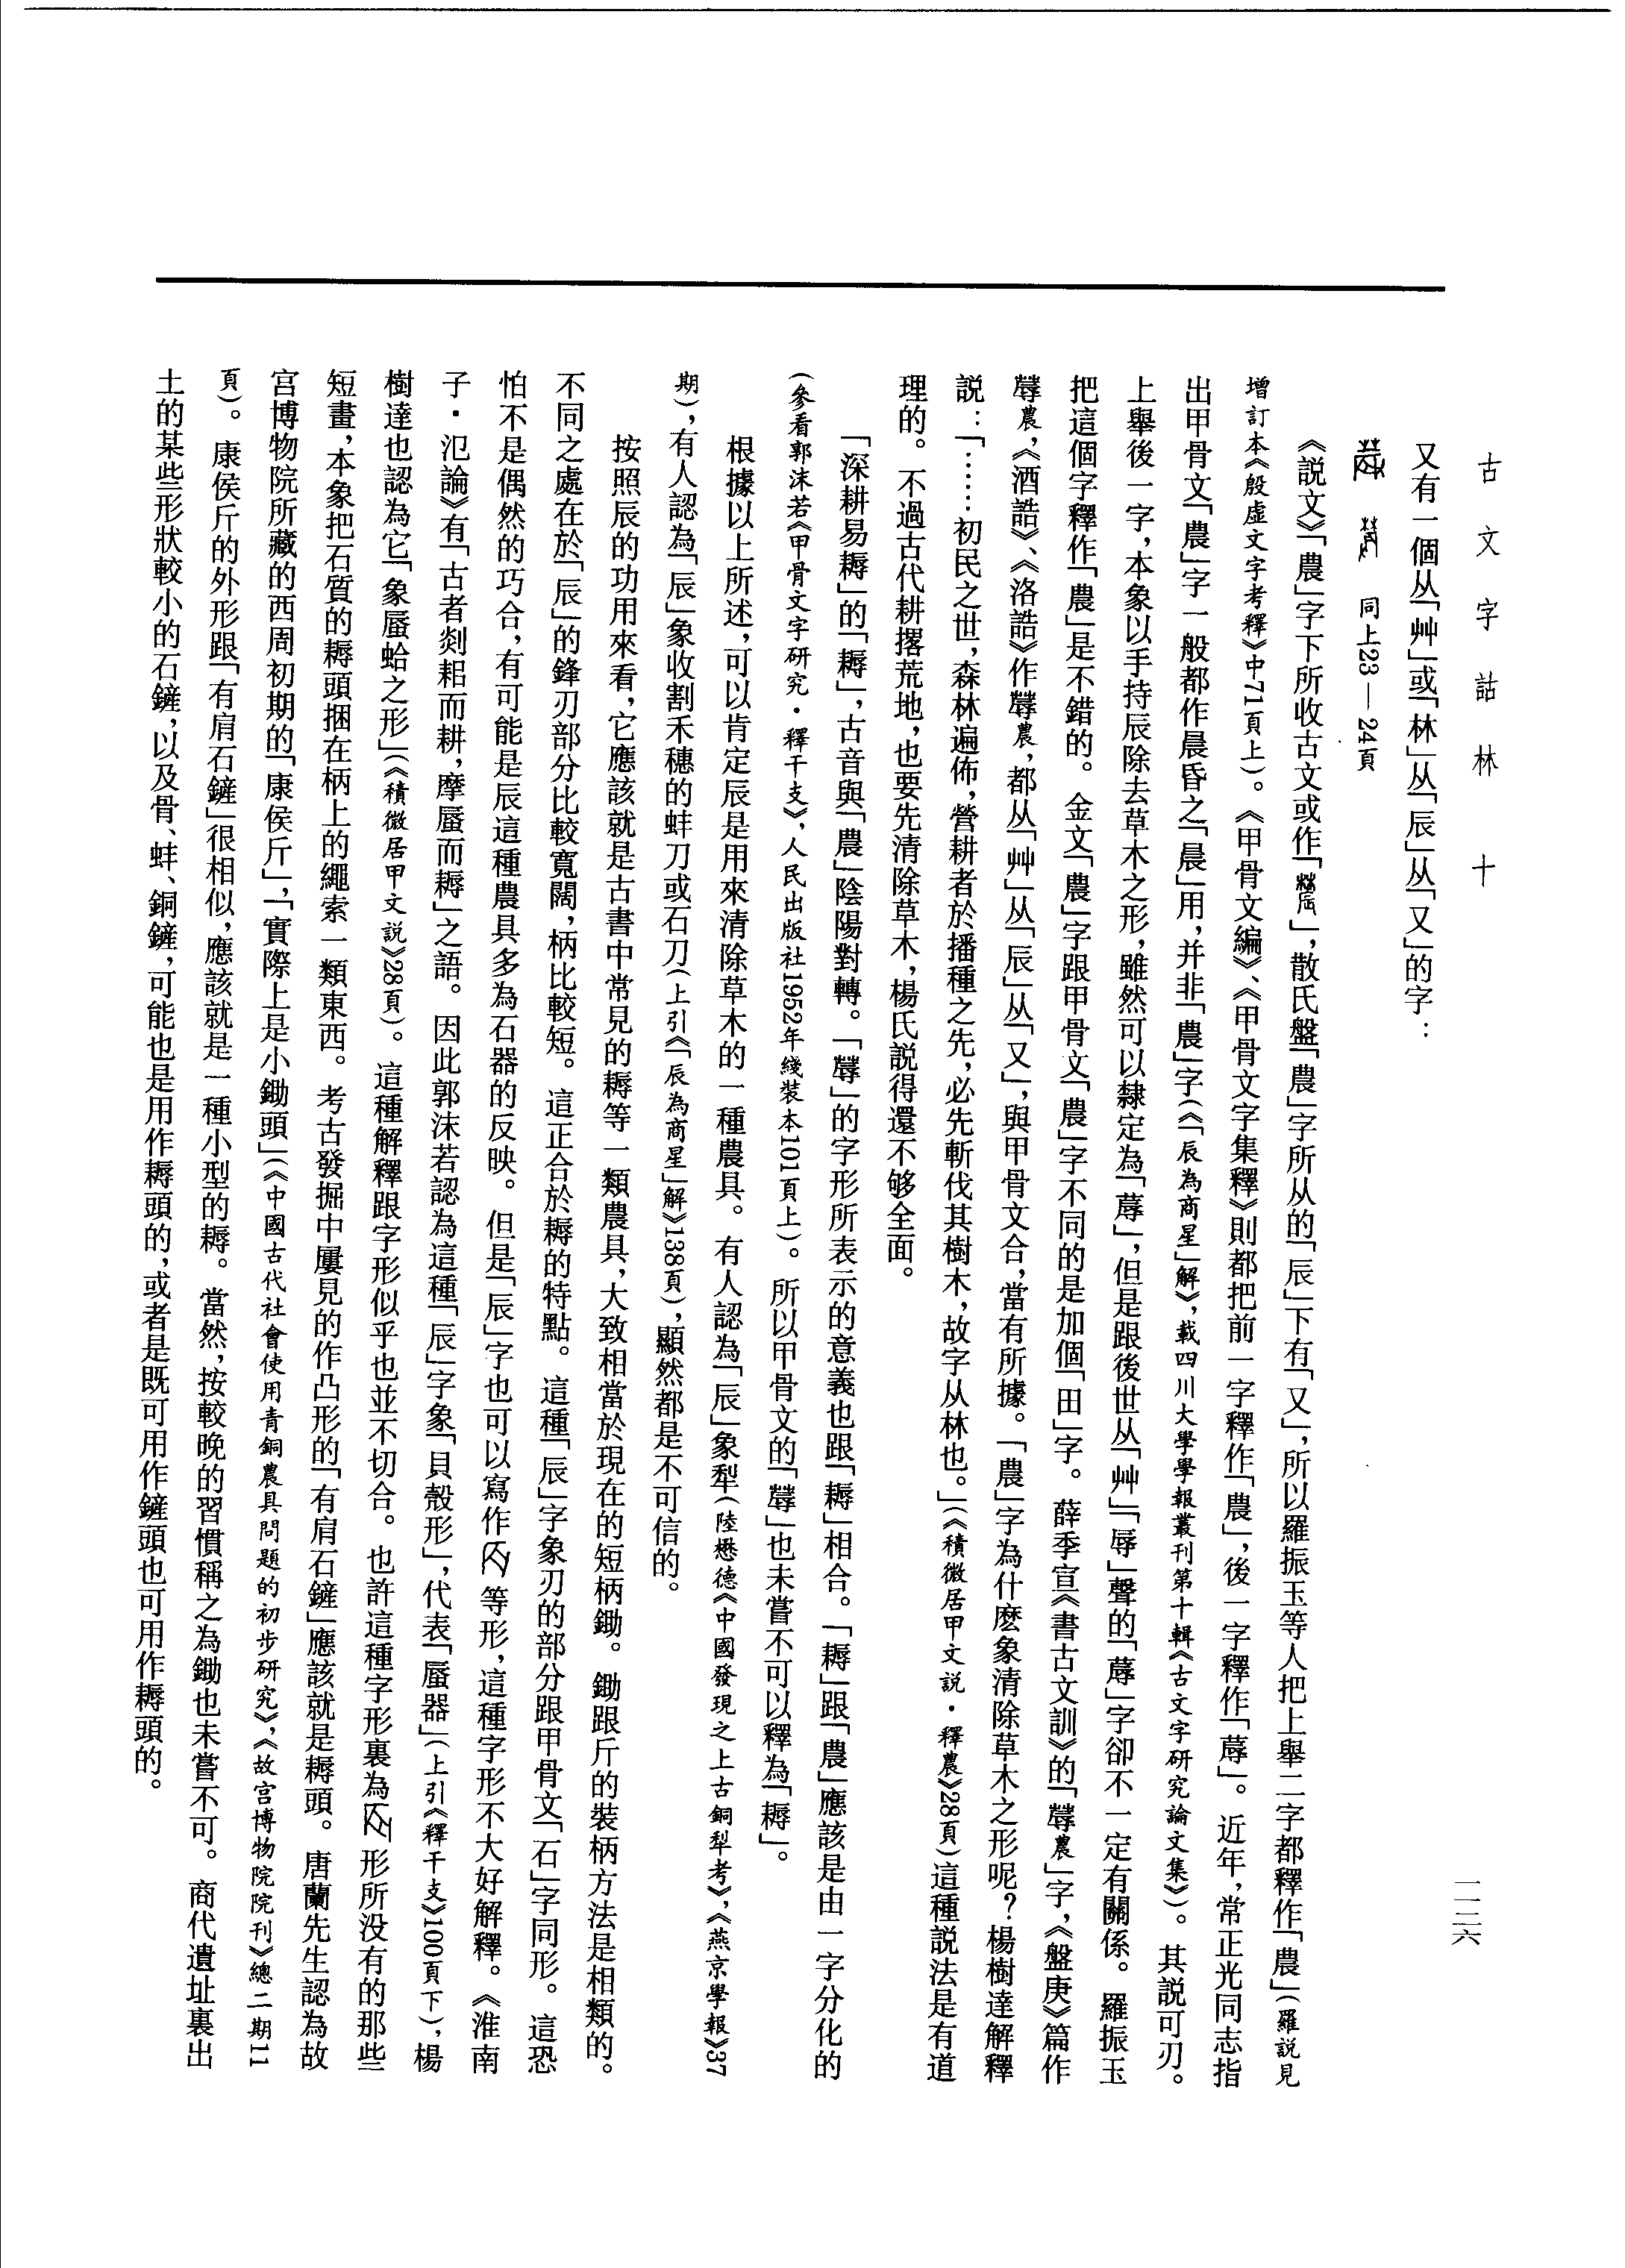 古文字詁林 十
一一三六
又有一個从「艸」或「林」从「辰」从「又」的字：
同上23—24頁
《説文》「農」字下所收古文或作「」，散氏盤「農」字所从的「辰」下有「又」，所以羅振玉等人把上舉二字都釋作「農」（羅説見
增訂本《殷虛文字考釋》中71頁上）。《甲骨文編》、《甲骨文字集釋》則都把前一字釋作「農」，後一字釋作「蓐」。近年，常正光同志指
出甲骨文「農」字一般都作晨昏之「晨」用，并非「農」字（《「辰為商星」解》，載四川大學學報叢刊第十輯《古文字研究論文集》）。其説可刃。
上舉後一字，本象以手持辰除去草木之形，雖然可以隸定為「蓐」，但是跟後世从「艸」「辱」聲的「蓐」字卻不一定有關係。羅振玉
把這個字釋作「農」是不錯的。金文「農」字跟甲骨文「農」字不同的是加個「田」字。薛季宣《書古文訓》的「農」字，《盤庚》篇作
農，《酒誥》、《洛誥》作農，都从「艸」从「辰」从「又」，與甲骨文合，當有所據。「農」字為什麽象清除草木之形呢？楊樹達解釋
説：「……初民之世，森林遍佈，營耕者於播種之先，必先斬伐其樹木，故字从林也。」（《積微居甲文説·釋農》28頁）這種説法是有道
理的。不過古代耕撂荒地，也要先清除草木，楊氏説得還不够全面。
「深耕易耨」的「耨」，古音與「農」陰陽對轉。「」的字形所表示的意義也跟「耨」相合。「耨」跟「農」應該是由一字分化的
（參看郭沫若《甲骨文字研究·釋干支》，人民出版社1952年綫裝本101頁上）。所以甲骨文的「」也未嘗不可以釋為「耨」。
根據以上所述，可以肯定辰是用來清除草木的一種農具。有人認為「辰」象犁（陸懋德《中國發現之上古銅犁考》，《燕京學報》37
期），有人認為「辰」象收割禾穗的蚌刀或石刀（上引《「辰為商星」解》138頁），顯然都是不可信的。
按照辰的功用來看，它應該就是古書中常見的耨等一類農具，大致相當於現在的短柄鋤。鋤跟斤的裝柄方法是相類的。
不同之處在於「辰」的鋒刃部分比較寬闊，柄比較短。這正合於耨的特點。這種「辰」字象刃的部分跟甲骨文「石」字同形。這恐
怕不是偶然的巧合，有可能是辰這種農具多為石器的反映。但是「辰」字也可以寫作等形，這種字形不大好解釋。《淮南
子·氾論》有「古者剡耜而耕，摩蜃而耨」之語。因此郭沫若認為這種「辰」字象「貝殼形」，代表「蜃器」（上引《釋干支》100頁下），楊
樹達也認為它「象蜃蛤之形」（《積微居甲文説》28頁）。這種解釋跟字形似乎也並不切合。也許這種字形裏為形所没有的那些
短畫，本象把石質的耨頭捆在柄上的繩索一類東西。考古發掘中屢見的作凸形的「有肩石鏟」應該就是耨頭。唐蘭先生認為故
宫博物院所藏的西周初期的「康侯斤」，「實際上是小鋤頭」（《中國古代社會使用青銅農具問題的初步研究》，《故宫博物院院刊》總二期11
頁）。康侯斤的外形跟「有肩石鏟」很相似，應該就是一種小型的耨。當然，按較晚的習慣稱之為鋤也未嘗不可。商代遺址裏出
土的某些形狀較小的石鏟，以及骨、蚌、銅鏟，可能也是用作耨頭的，或者是既可用作鏟頭也可用作耨頭的。